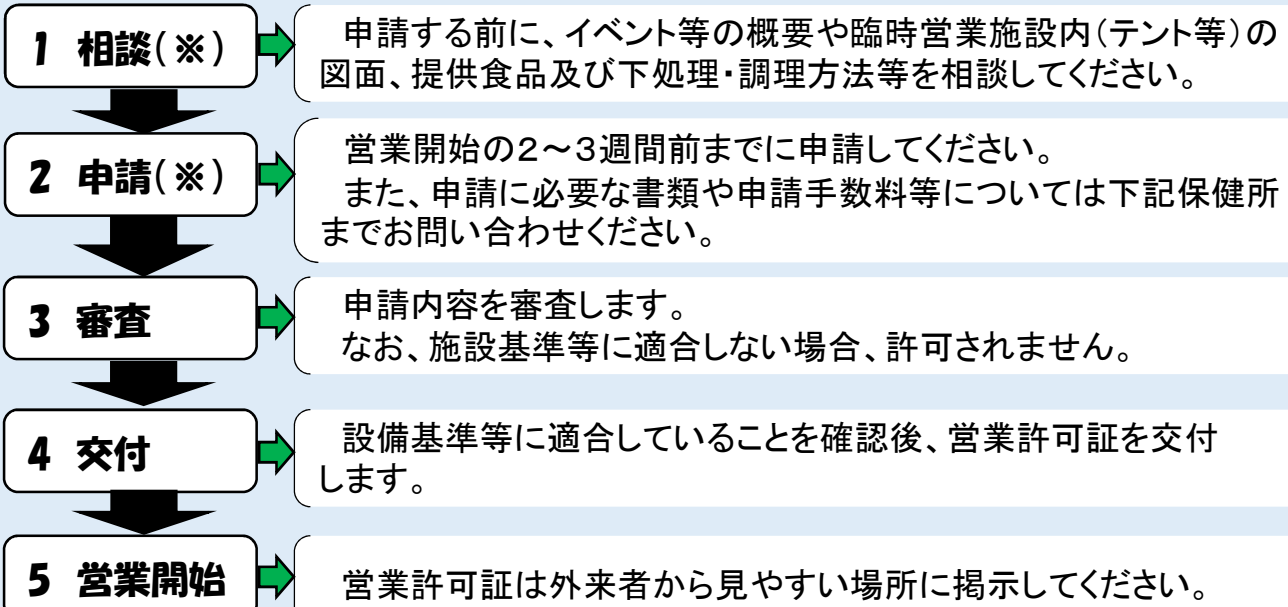 1 相談(※)
申請する前に、イベント等の概要や臨時営業施設内(テント等)の
図面、提供食品及び下処理・調理方法等を相談してください。
2 申請(※)
営業開始の2~3週間前までに申請してください。
また、申請に必要な書類や申請手数料等については下記保健所
までお問い合わせください。
3 審査
申請内容を審査します。
なお、施設基準等に適合しない場合、許可されません。
4 交付
設備基準等に適合していることを確認後、営業許可証を交付
します。
5 営業開始
営業許可証は外来者から見やすい場所に掲示してください。